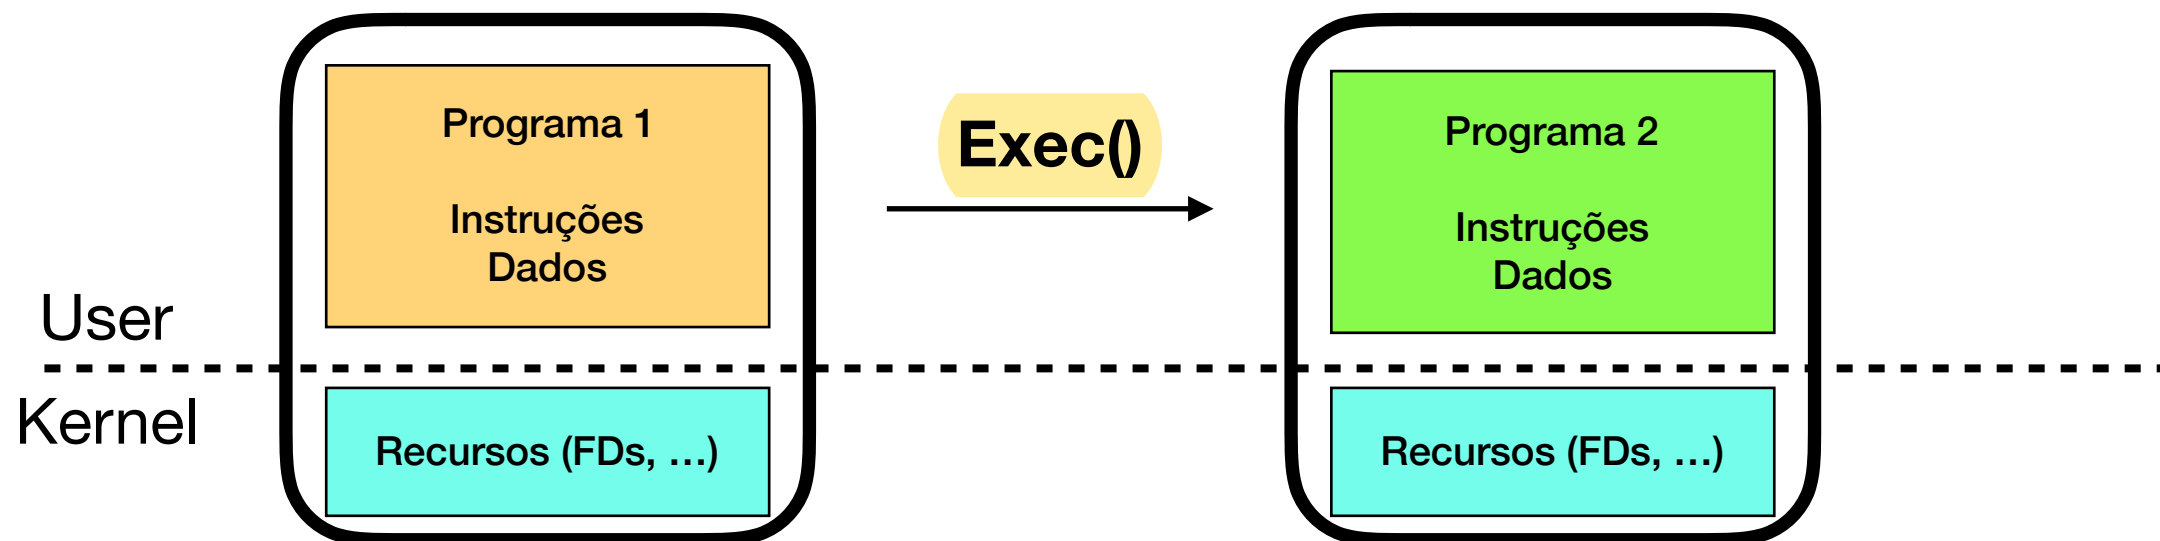 Programa 1
Instruções
Dados
Exec()
Programa 2
Instruções
Dados
User
Kernel
Recursos (FDs, …)
Recursos (FDs, …)